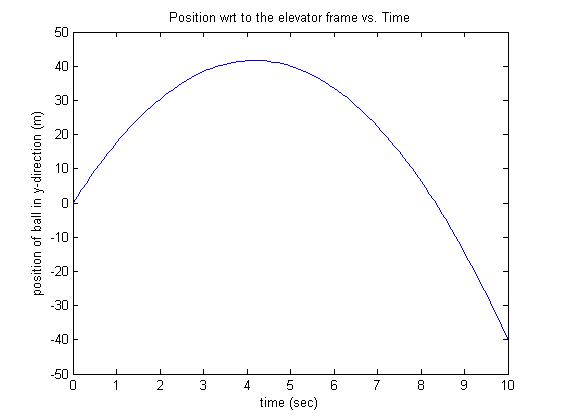 Position wrt to the elevator frame vs. Time
position of ball in y-direction (m)
50
40
30
20
10
0
-10
-20
-30
-40
-50
0 1 2 3 4 5 6 7 8 9 10
time (sec)